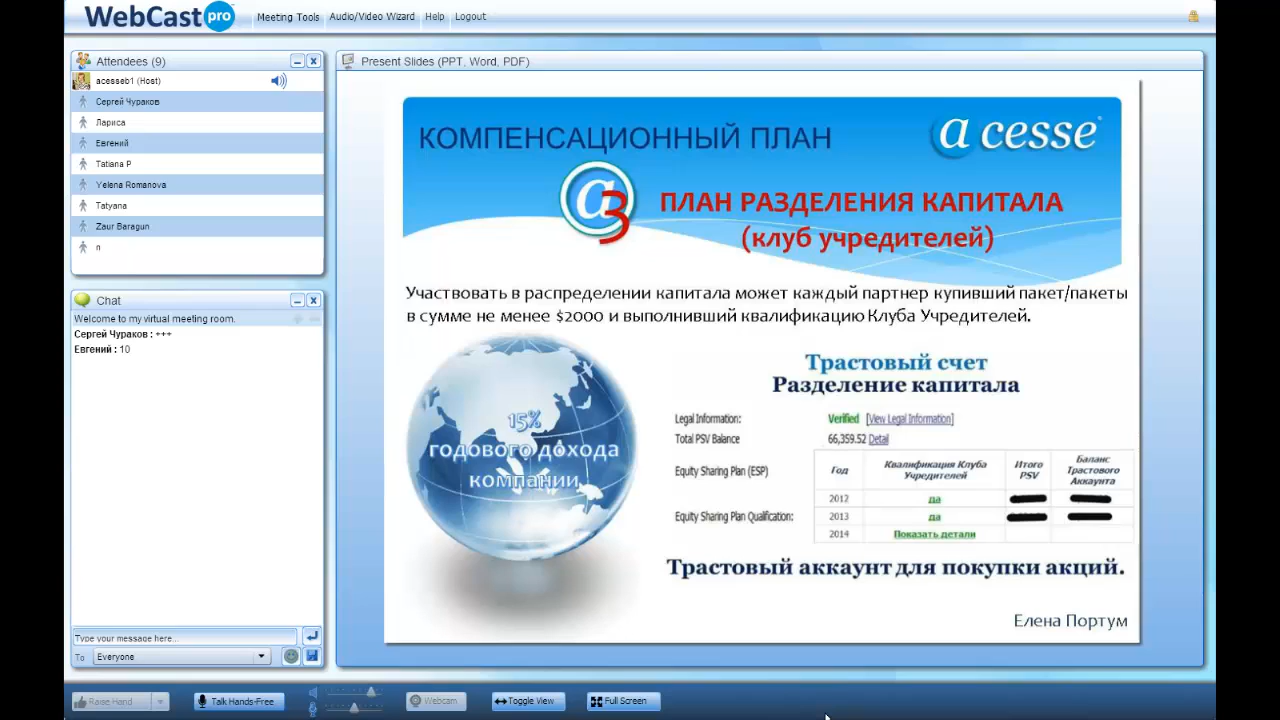 WebCast pro
Meeting Tools Audio/Video Wizard Help Logout
Attendees (9)
acesseb1 (Host)
Сергей Чураков
Лариса
Евгений
Tatiana P
Yelena Romanova
Tatyana
Zaur Baragun
n
Chat
Welcome to my virtual meeting room.
Сергей Чураков : +++
Евгений : 10
Type your message here...
To Everyone
Present Slides (PPT, Word, PDF)
КОМПЕНСАЦИОННЫЙ ПЛАН
a cesse
a3
ПЛАН РАЗДЕЛЕНИЯ КАПИТАЛА
(клуб учредителей)
Участвовать в распределении капитала может каждый партнер купивший пакет/пакеты
в сумме не менее $2000 и выполнивший квалификацию Клуба Учредителей.
15%
годового дохода
компании
Трастовый счет
Разделение капитала
Legal Information: Verified [View Legal Information]
Total PSV Balance 66,359.52 Detail
Equity Sharing Plan (ESP)
Год Квалификация Клуба Учредителей Итого PSV Баланс Трастового Аккаунта
2012 да
Equity Sharing Plan Qualification: 2013 да
2014 Показать детали
Трастовый аккаунт для покупки акций.
Елена Портум
Raise Hand Talk Hands-Free Webcam Toggle View Full Screen